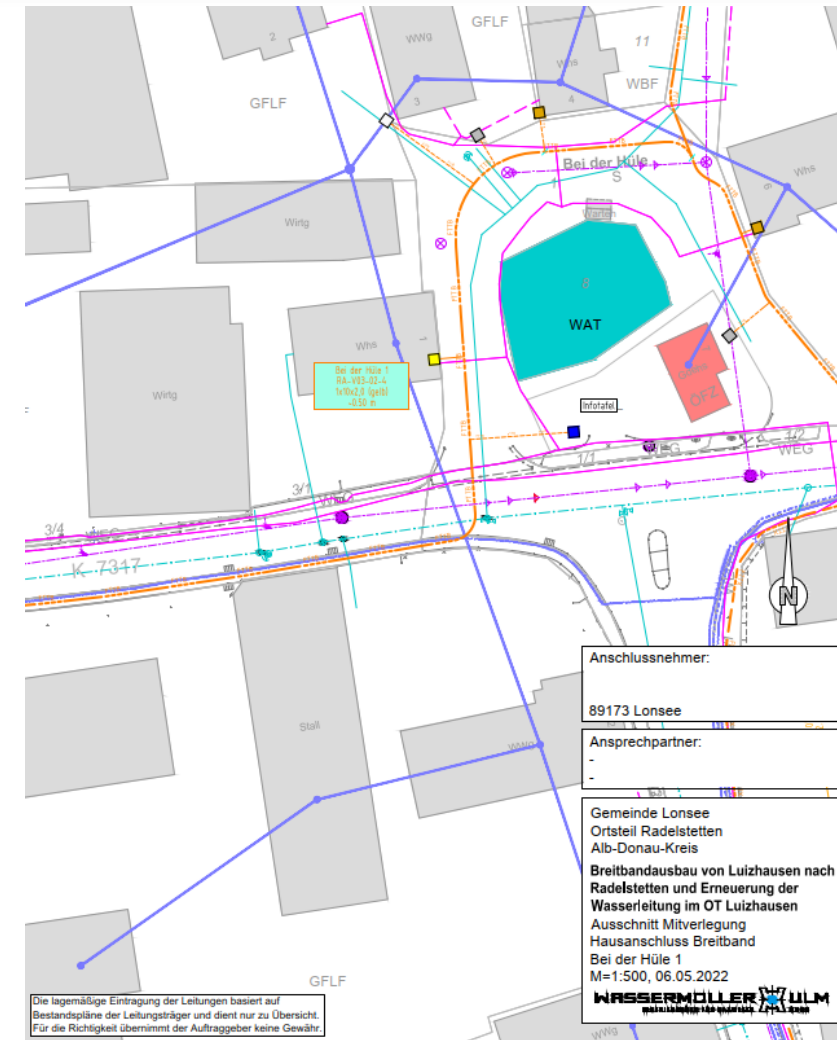 GFLF
2
WWg
3
GFLF
Whs
4
11
WBF
Bei der Hüle
S
1
Whs
6
Warteh
Wirtg
8
WAT
Whs
1
Bei der Hüle 1
RA-V03-02-4
1x10x2,0 (gelb)
-0.50 m
ÖFZ
Wirtg
Infotafel
1/1
WEG
1/2
WEG
3/1
3/4
WEG
K 7317
N
Stall
WWg
Anschlussnehmer:
89173 Lonsee
Ansprechpartner:
-
-
Gemeinde Lonsee
Ortsteil Radelstetten
Alb-Donau-Kreis
Breitbandausbau von Luizhausen nach
Radelstetten und Erneuerung der
Wasserleitung im OT Luizhausen
Ausschnitt Mitverlegung
Hausanschluss Breitband
Bei der Hüle 1
M=1:500, 06.05.2022
WASSERMÜLLER ULM
GFLF
Die lagemäßige Eintragung der Leitungen basiert auf
Bestandspläne der Leitungsträger und dient nur zu Übersicht.
Für die Richtigkeit übernimmt der Auftraggeber keine Gewähr.
WWg